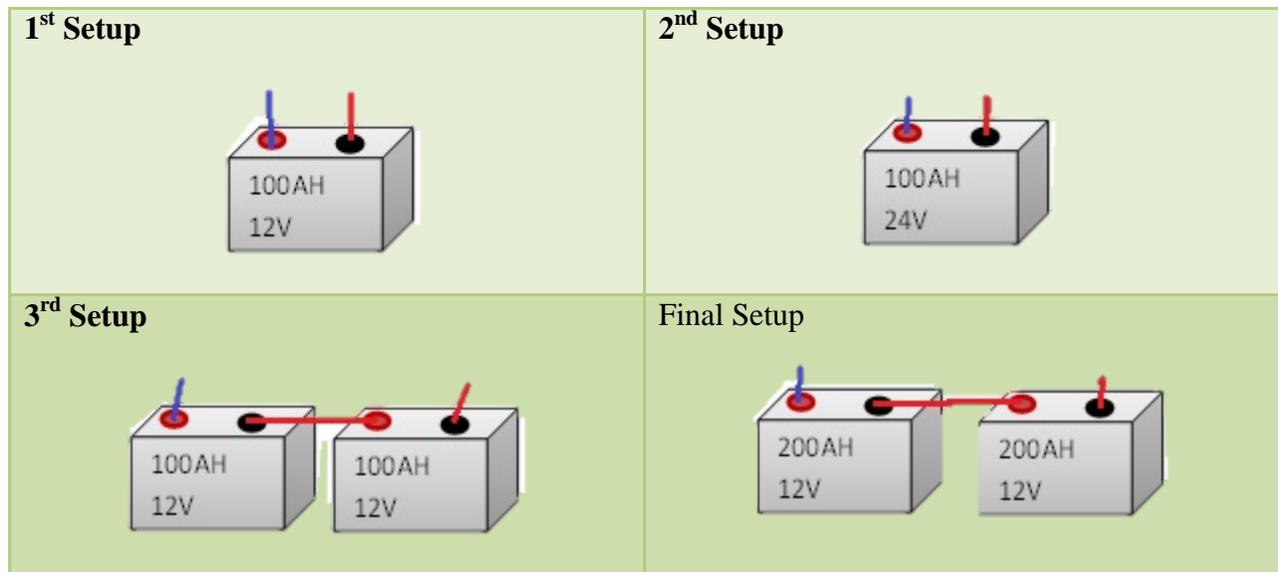 1st Setup
100AH
12V
2nd Setup
100AH
24V
3rd Setup
100AH
12V
100AH
12V
Final Setup
200AH
12V
200AH
12V